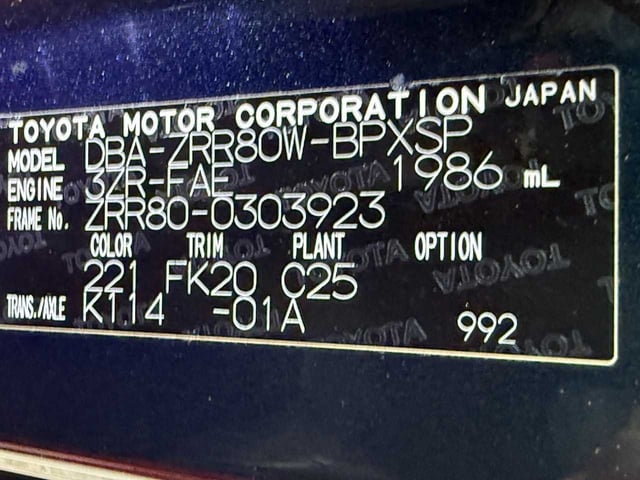 TOYOTA MOTOR CORPORATION JAPAN
MODEL DBA-ZRR80W-BPXSP
ENGINE 3ZR-FAE 1986 mL
FRAME No. ZRR80-0303923
COLOR TRIM PLANT OPTION
221 FK20 C25
TRANS./AXLE K114 -01A
992